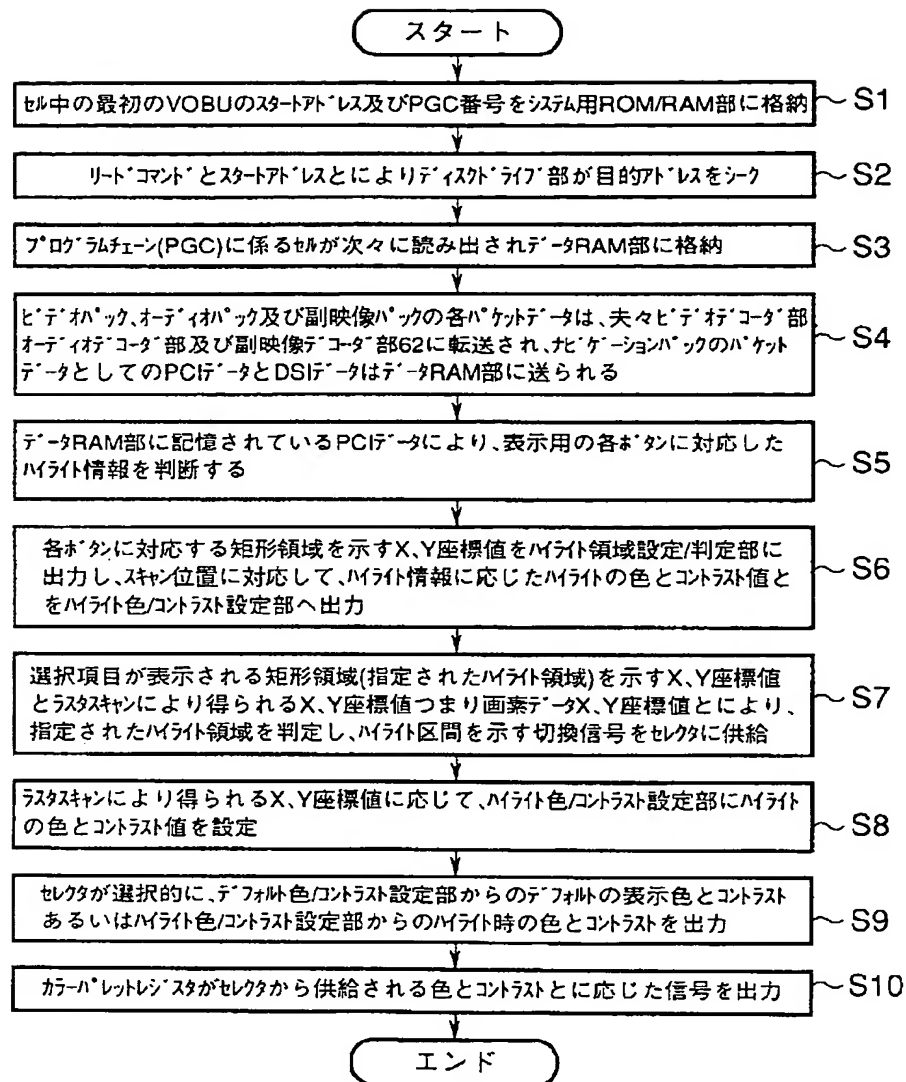 スタート
セル中の最初のVOBUのスタートアドレス及びPGC番号をシステム用ROM/RAM部に格納
S1
リードコマンドとスタートアドレスとによりディスクドライブ部が目的アドレスをシーク
S2
プログラムチェーン(PGC)に係るセルが次々に読み出されデータRAM部に格納
S3
ビデオパック、オーディオパック及び副映像パックの各パケットデータは、夫々ビデオデコーダ部
オーディオデコーダ部及び副映像デコーダ部62に転送され、ナビゲーションパックのパケット
データとしてのPCIデータとDSIデータはデータRAM部に送られる
S4
データRAM部に記憶されているPCIデータにより、表示用の各ボタンに対応した
ハイライト情報を判断する
S5
各ボタンに対応する矩形領域を示すX、Y座標値をハイライト領域設定/判定部に
出力し、スキャン位置に対応して、ハイライト情報に応じたハイライトの色とコントラスト値と
をハイライト色/コントラスト設定部へ出力
S6
選択項目が表示される矩形領域(指定されたハイライト領域)を示すX、Y座標値
とラスタスキャンにより得られるX、Y座標値つまり画素データX、Y座標値とにより、
指定されたハイライト領域を判定し、ハイライト区間を示す切換信号をセレクタに供給
S7
ラスタスキャンにより得られるX、Y座標値に応じて、ハイライト色/コントラスト設定部にハイライト
の色とコントラスト値を設定
S8
セレクタが選択的に、デフォルト色/コントラスト設定部からのデフォルトの表示色とコントラスト
あるいはハイライト色/コントラスト設定部からのハイライト時の色とコントラストを出力
S9
カラーパレットレジスタがセレクタから供給される色とコントラストとに応じた信号を出力
S10
エンド